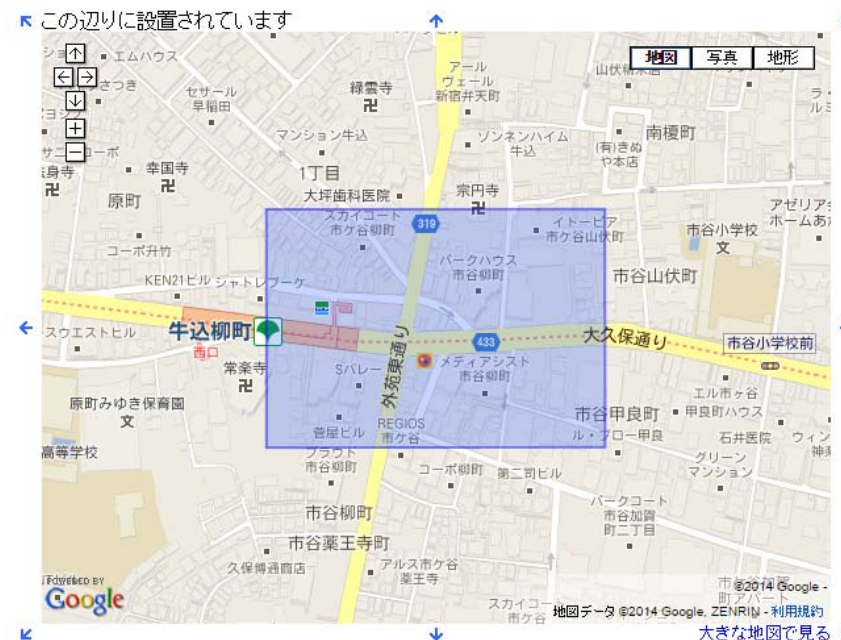 この辺りに設置されています
地図
写真
地形
エムハウス
さつき
セサール
早稲田
緑雲寺
アール
ヴェール
新宿弁天町
マンション牛込
ゾンネンハイム
牛込
南榎町
(有)きぬ
や本店
幸国寺
原町
1丁目
大坪歯科医院
宗円寺
スカイコート
市ケ谷柳町
319
イトーピア
市ケ谷山伏町
市谷小学校
文
コーポ升竹
パークハウス
市谷柳町
市谷山伏町
KEN21ビル
シャトレブーケ
牛込柳町
西口
スウエストヒル
外苑東通り
433
大久保通り
市谷小学校前
常楽寺
Sバレー
メディアシスト
市谷柳町
原町みゆき保育園
文
エル市ヶ谷
甲良町ハウス
市谷甲良町
菅屋ビル
REGIOS
市ケ谷
ル・ブロー甲良
石井医院
高等学校
プラウト
市谷柳町
コーポ柳町
第二司ビル
グリーン
マンション
市谷柳町
パークコート
市谷加賀
町二丁目
市谷薬王寺町
久保博通商店
アルス市ケ谷
薬王寺
POWERED BY
Google
スカイコー
市ケ谷
©2014 Google -
地図データ ©2014 Google, ZENRIN - 利用規約
大きな地図で見る